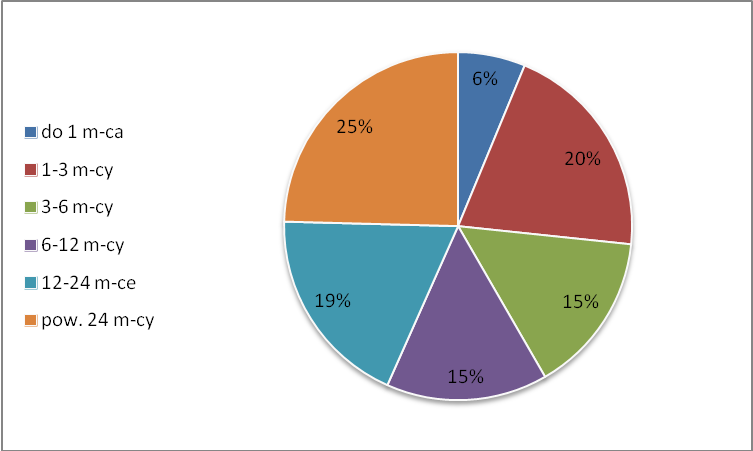 do 1 m-ca
1-3 m-cy
3-6 m-cy
6-12 m-cy
12-24 m-ce
pow. 24 m-cy
6%
20%
15%
15%
19%
25%